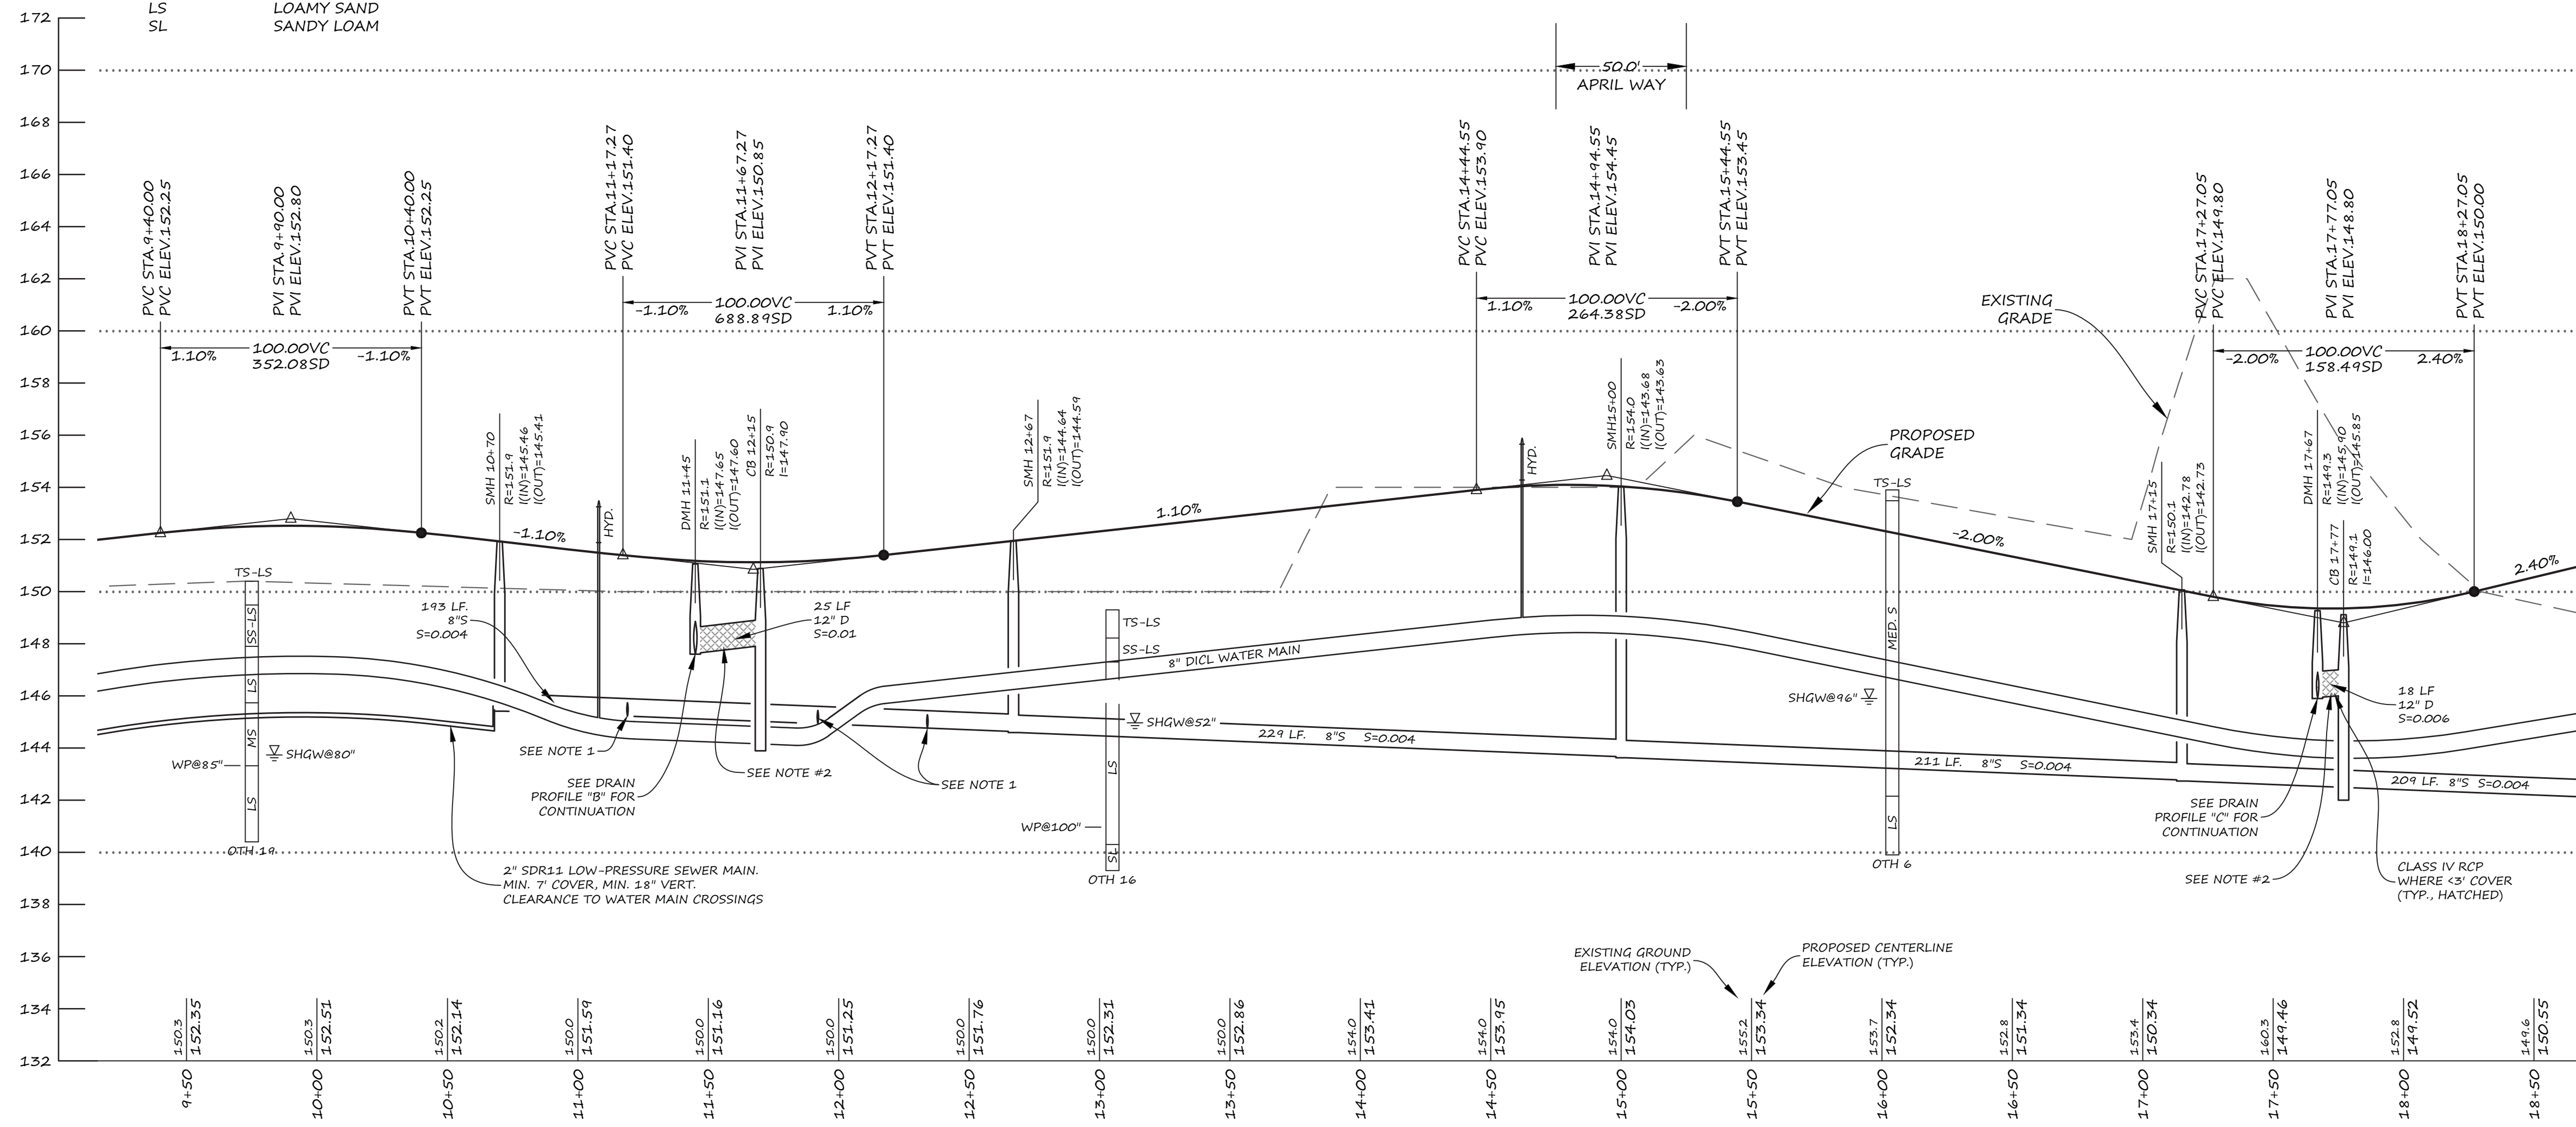 LS LOAMY SAND
SL SANDY LOAM
172
170
168
166
164
162
160
158
156
154
152
150
148
146
144
142
140
138
136
134
132
50.0'
APRIL WAY
PVC STA.9+40.00
PVC ELEV.152.25
PVI STA.9+90.00
PVI ELEV.152.80
PVT STA.10+40.00
PVT ELEV.152.25
1.10%
100.00VC
352.08SD
-1.10%
PVC STA.11+17.27
PVC ELEV.151.40
PVI STA.11+67.27
PVI ELEV.150.85
PVT STA.12+17.27
PVT ELEV.151.40
-1.10%
100.00VC
688.89SD
1.10%
PVC STA.14+44.55
PVC ELEV.153.90
PVI STA.14+94.55
PVI ELEV.154.45
PVT STA.15+44.55
PVT ELEV.153.45
1.10%
100.00VC
264.38SD
-2.00%
PVC STA.17+27.05
PVC ELEV.149.80
PVI STA.17+77.05
PVI ELEV.148.80
PVT STA.18+27.05
PVT ELEV.150.00
-2.00%
100.00VC
158.49SD
2.40%
EXISTING
GRADE
PROPOSED
GRADE
SMH 10+70
R=151.9
I(IN)=145.46
I(OUT)=145.41
-1.10%
HYD.
DMH 11+45
R=151.1
I(IN)=147.65
I(OUT)=147.60
CB 12+15
R=150.9
I=147.90
SMH 12+67
R=151.9
I(IN)=144.64
I(OUT)=144.59
1.10%
HYD.
SMH15+00
R=154.0
I(IN)=143.68
I(OUT)=143.63
-2.00%
SMH 17+15
R=150.1
I(IN)=142.78
I(OUT)=142.73
DMH 17+67
R=149.3
I(IN)=145.90
I(OUT)=145.85
CB 17+77
R=149.1
I=146.00
2.40%
TS-LS
SS-LS
LS
MS
LS
WP@85"
SHGW@80"
OTH 19
193 LF.
8"S
S=0.004
25 LF
12" D
S=0.01
SEE NOTE 1
SEE DRAIN
PROFILE "B" FOR
CONTINUATION
SEE NOTE #2
SEE NOTE 1
2" SDR11 LOW-PRESSURE SEWER MAIN.
MIN. 7' COVER, MIN. 18" VERT.
CLEARANCE TO WATER MAIN CROSSINGS
TS-LS
SS-LS
LS
SL
SHGW@52"
WP@100"
OTH 16
8" DICL WATER MAIN
229 LF. 8"S S=0.004
TS-LS
MED. S
LS
SHGW@96"
OTH 6
211 LF. 8"S S=0.004
18 LF
12" D
S=0.006
209 LF. 8"S S=0.004
SEE DRAIN
PROFILE "C" FOR
CONTINUATION
SEE NOTE #2
CLASS IV RCP
WHERE <3' COVER
(TYP., HATCHED)
EXISTING GROUND
ELEVATION (TYP.)
PROPOSED CENTERLINE
ELEVATION (TYP.)
150.3
152.35
150.3
152.51
150.2
152.14
150.0
151.59
150.0
151.16
150.0
151.25
150.0
151.76
150.0
152.31
150.0
152.86
154.0
153.41
154.0
153.95
154.0
154.03
155.2
153.34
153.7
152.34
152.8
151.34
153.4
150.34
160.3
149.46
152.8
149.52
149.6
150.55
9+50
10+00
10+50
11+00
11+50
12+00
12+50
13+00
13+50
14+00
14+50
15+00
15+50
16+00
16+50
17+00
17+50
18+00
18+50